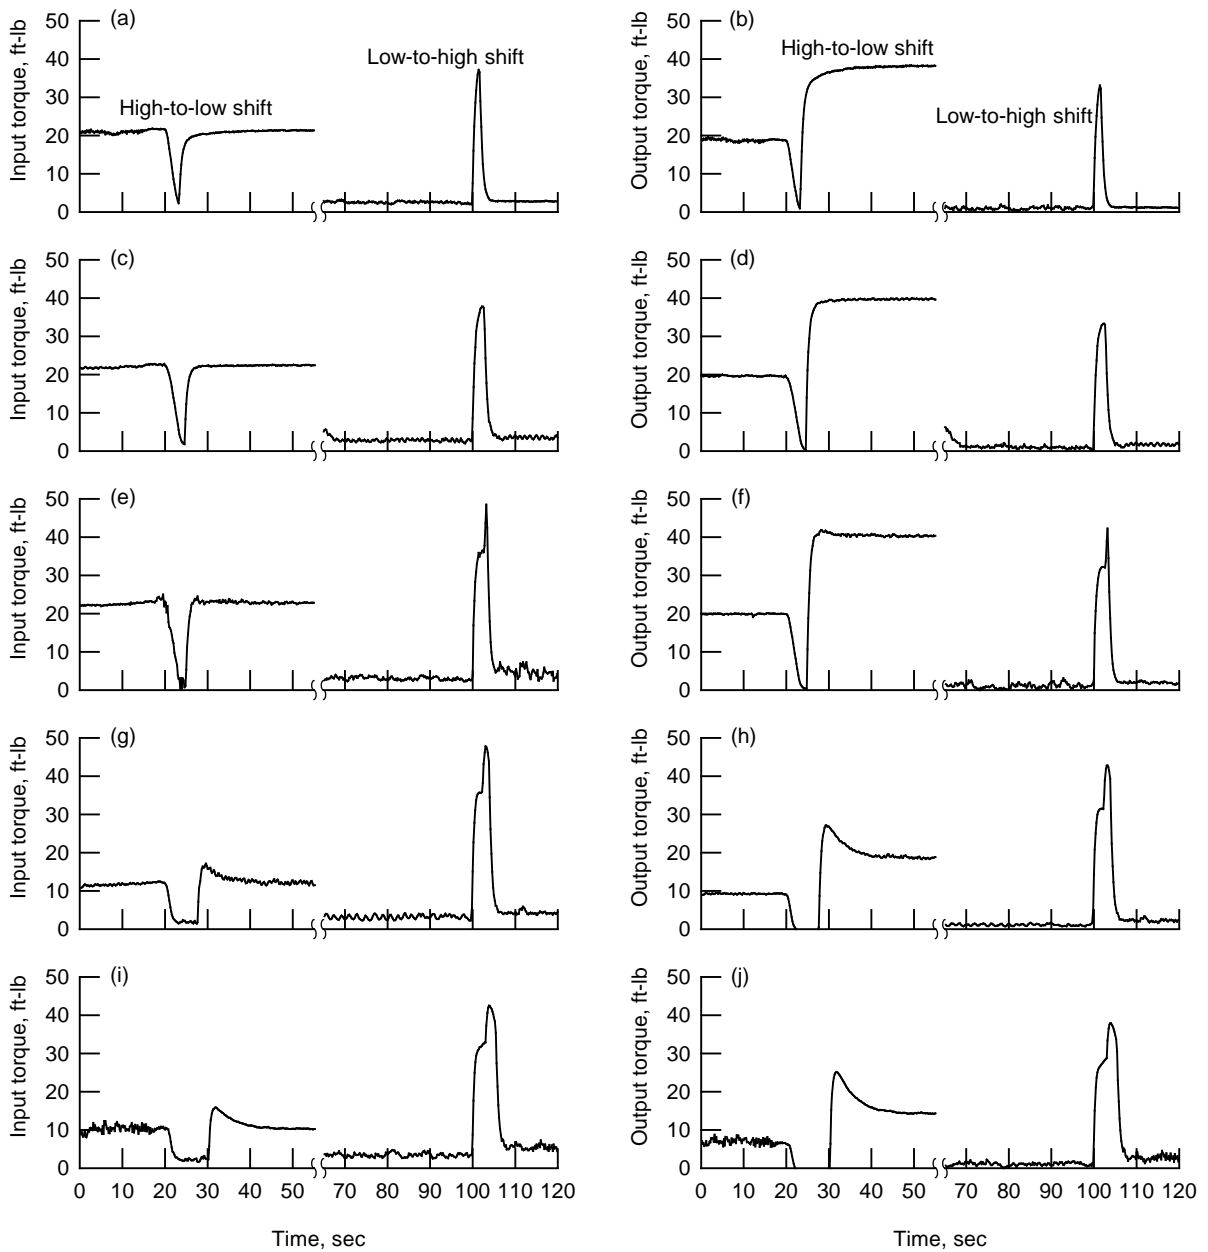 (a)
(b)
50
40
30
20
10
0
Input torque, ft-lb
High-to-low shift
Low-to-high shift
50
40
30
20
10
0
Output torque, ft-lb
High-to-low shift
Low-to-high shift
(c)
50
40
30
20
10
0
Input torque, ft-lb
(d)
50
40
30
20
10
0
Output torque, ft-lb
(e)
50
40
30
20
10
0
Input torque, ft-lb
(f)
50
40
30
20
10
0
Output torque, ft-lb
(g)
50
40
30
20
10
0
Input torque, ft-lb
(h)
50
40
30
20
10
0
Output torque, ft-lb
(i)
50
40
30
20
10
0
Input torque, ft-lb
(j)
50
40
30
20
10
0
Output torque, ft-lb
0 10 20 30 40 50 70 80 90 100 110 120
0 10 20 30 40 50 70 80 90 100 110 120
Time, sec
Time, sec